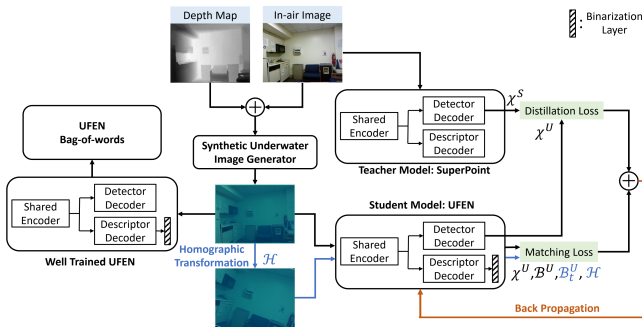 Depth Map
In-air Image
: Binarization
Layer
UFEN
Bag-of-words
Synthetic Underwater
Image Generator
Shared
Encoder
Detector
Decoder
Descriptor
Decoder
Teacher Model: SuperPoint
χ^S
Distillation Loss
χ^U
Shared
Encoder
Detector
Decoder
Descriptor
Decoder
Well Trained UFEN
Homographic
Transformation
ℋ
Student Model: UFEN
Shared
Encoder
Detector
Decoder
Descriptor
Decoder
Matching Loss
χ^U, ℬ^U, ℬ_t^U, ℋ
Back Propagation